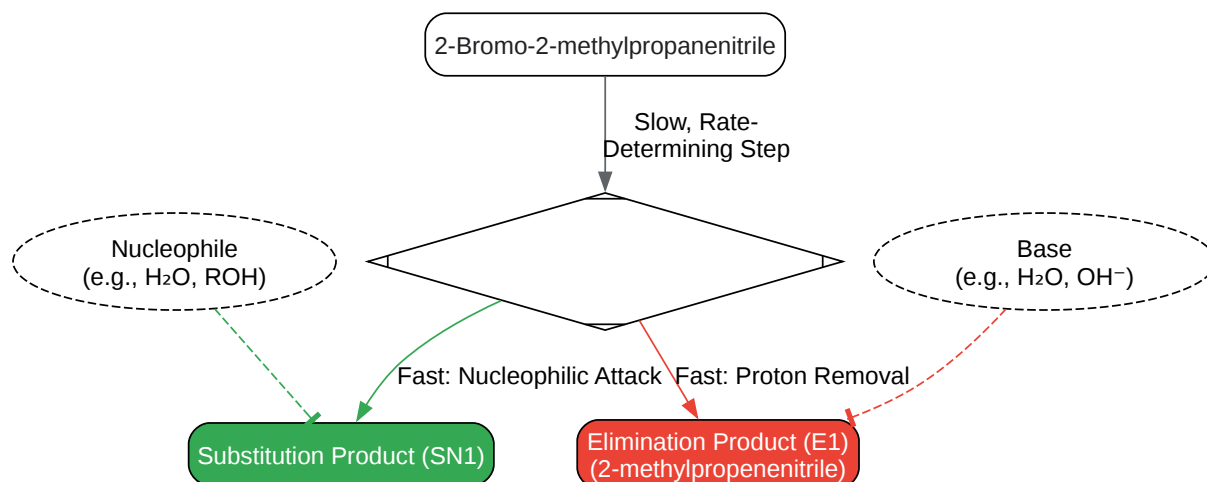 2-Bromo-2-methylpropanenitrile
Slow, Rate-
Determining Step
Nucleophile
(e.g., H₂O, ROH)
Base
(e.g., H₂O, OH⁻)
Fast: Nucleophilic Attack
Fast: Proton Removal
Substitution Product (SN1)
Elimination Product (E1)
(2-methylpropenenitrile)